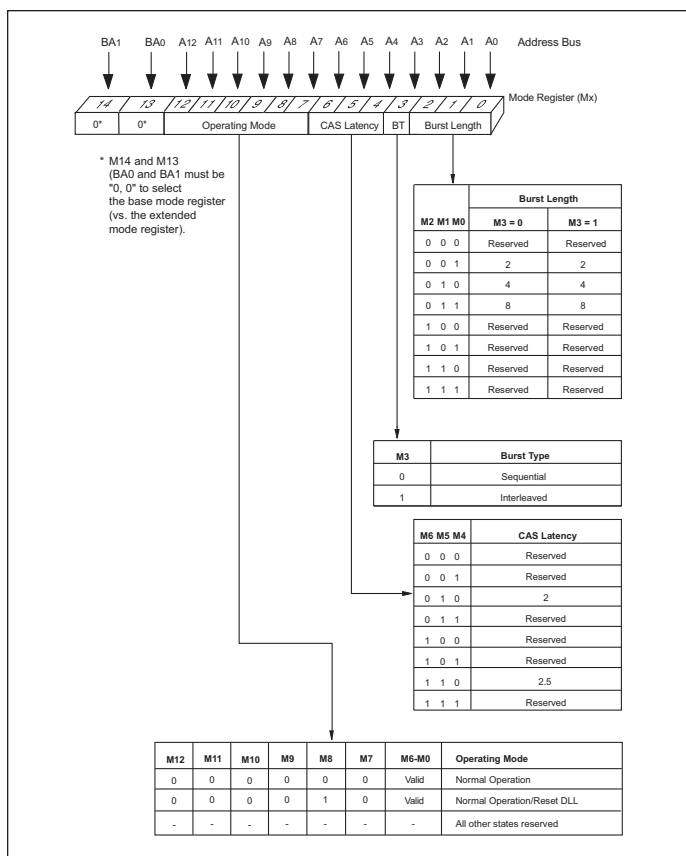 BA1 BA0 A12 A11 A10 A9 A8 A7 A6 A5 A4 A3 A2 A1 A0 Address Bus
14 13 12 11 10 9 8 7 6 5 4 3 2 1 0 Mode Register (Mx)
0* 0* Operating Mode CAS Latency BT Burst Length
* M14 and M13
(BA0 and BA1 must be
"0, 0" to select
the base mode register
(vs. the extended
mode register).
Burst Length
M2 M1 M0 M3 = 0 M3 = 1
0 0 0 Reserved Reserved
0 0 1 2 2
0 1 0 4 4
0 1 1 8 8
1 0 0 Reserved Reserved
1 0 1 Reserved Reserved
1 1 0 Reserved Reserved
1 1 1 Reserved Reserved
M3 Burst Type
0 Sequential
1 Interleaved
M6 M5 M4 CAS Latency
0 0 0 Reserved
0 0 1 Reserved
0 1 0 2
0 1 1 Reserved
1 0 0 Reserved
1 0 1 Reserved
1 1 0 2.5
1 1 1 Reserved
M12 M11 M10 M9 M8 M7 M6-M0 Operating Mode
0 0 0 0 0 0 Valid Normal Operation
0 0 0 0 1 0 Valid Normal Operation/Reset DLL
- - - - - - - All other states reserved